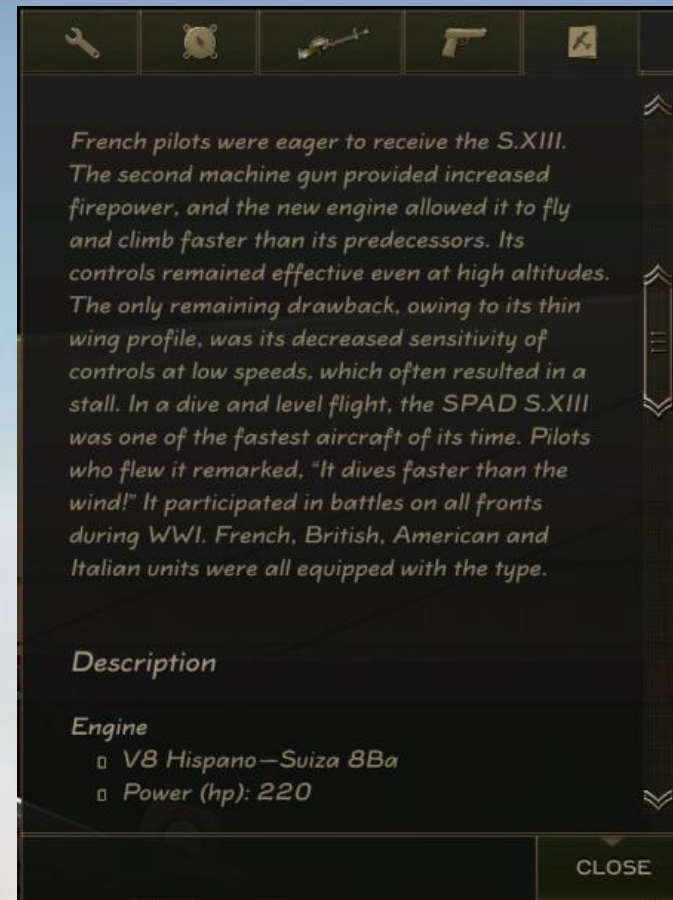 French pilots were eager to receive the S.XIII.
The second machine gun provided increased
firepower, and the new engine allowed it to fly
and climb faster than its predecessors. Its
controls remained effective even at high altitudes.
The only remaining drawback, owing to its thin
wing profile, was its decreased sensitivity of
controls at low speeds, which often resulted in a
stall. In a dive and level flight, the SPAD S.XIII
was one of the fastest aircraft of its time. Pilots
who flew it remarked, "It dives faster than the
wind!" It participated in battles on all fronts
during WWI. French, British, American and
Italian units were all equipped with the type.
Description
Engine
▯ V8 Hispano—Suiza 8Ba
▯ Power (hp): 220
CLOSE